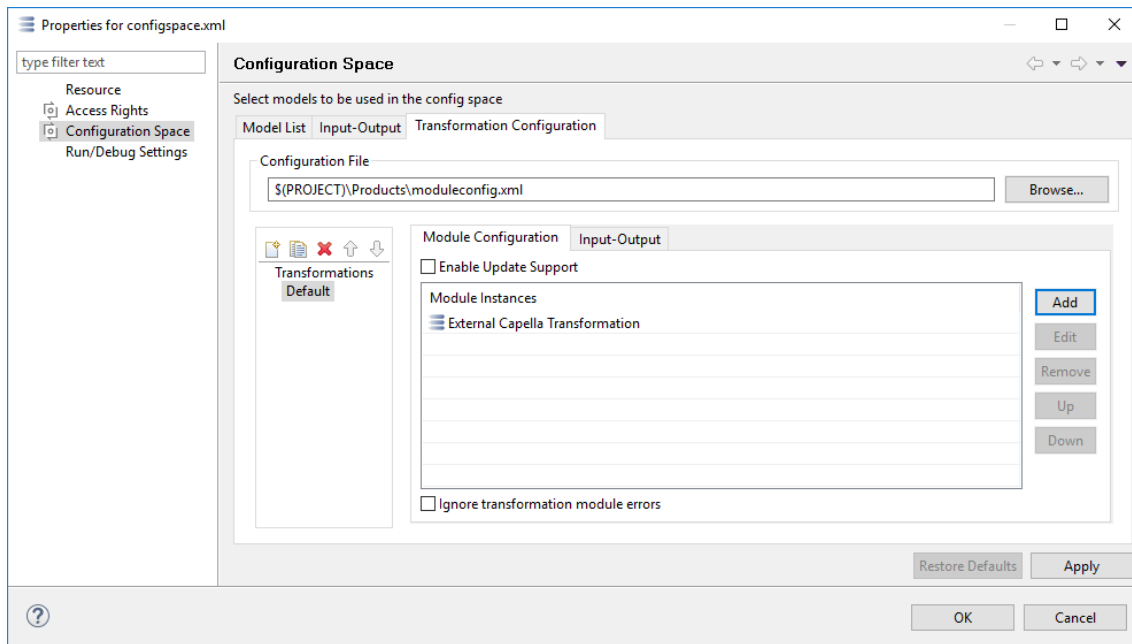 Properties for configspace.xml
type filter text
Resource
Access Rights
Configuration Space
Run/Debug Settings
Configuration Space
Select models to be used in the config space
Model List Input-Output Transformation Configuration
Configuration File
$(PROJECT)\Products\moduleconfig.xml Browse...
Transformations
Default
Module Configuration Input-Output
Enable Update Support
Module Instances
External Capella Transformation
Add
Edit
Remove
Up
Down
Ignore transformation module errors
Restore Defaults Apply
? OK Cancel